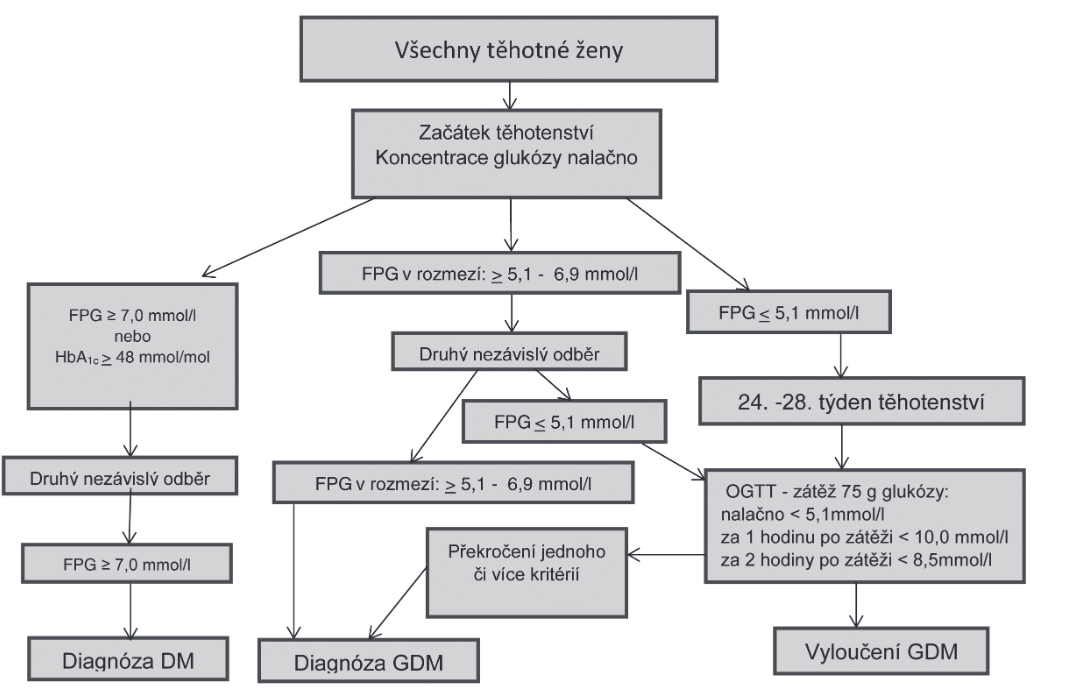 Všechny těhotné ženy
Začátek těhotenství
Koncentrace glukózy nalačno
FPG v rozmezí: ≥ 5,1 - 6,9 mmol/l
FPG ≥ 7,0 mmol/l
nebo
HbA1c ≥ 48 mmol/mol
FPG ≤ 5,1 mmol/l
Druhý nezávislý odběr
24. -28. týden těhotenství
FPG ≤ 5,1 mmol/l
Druhý nezávislý odběr
FPG v rozmezí: ≥ 5,1 - 6,9 mmol/l
OGTT - zátěž 75 g glukózy:
nalačno < 5,1mmol/l
za 1 hodinu po zátěži < 10,0 mmol/l
za 2 hodiny po zátěži < 8,5mmol/l
Překročení jednoho
či více kritérií
FPG ≥ 7,0 mmol/l
Diagnóza DM
Diagnóza GDM
Vyloučení GDM